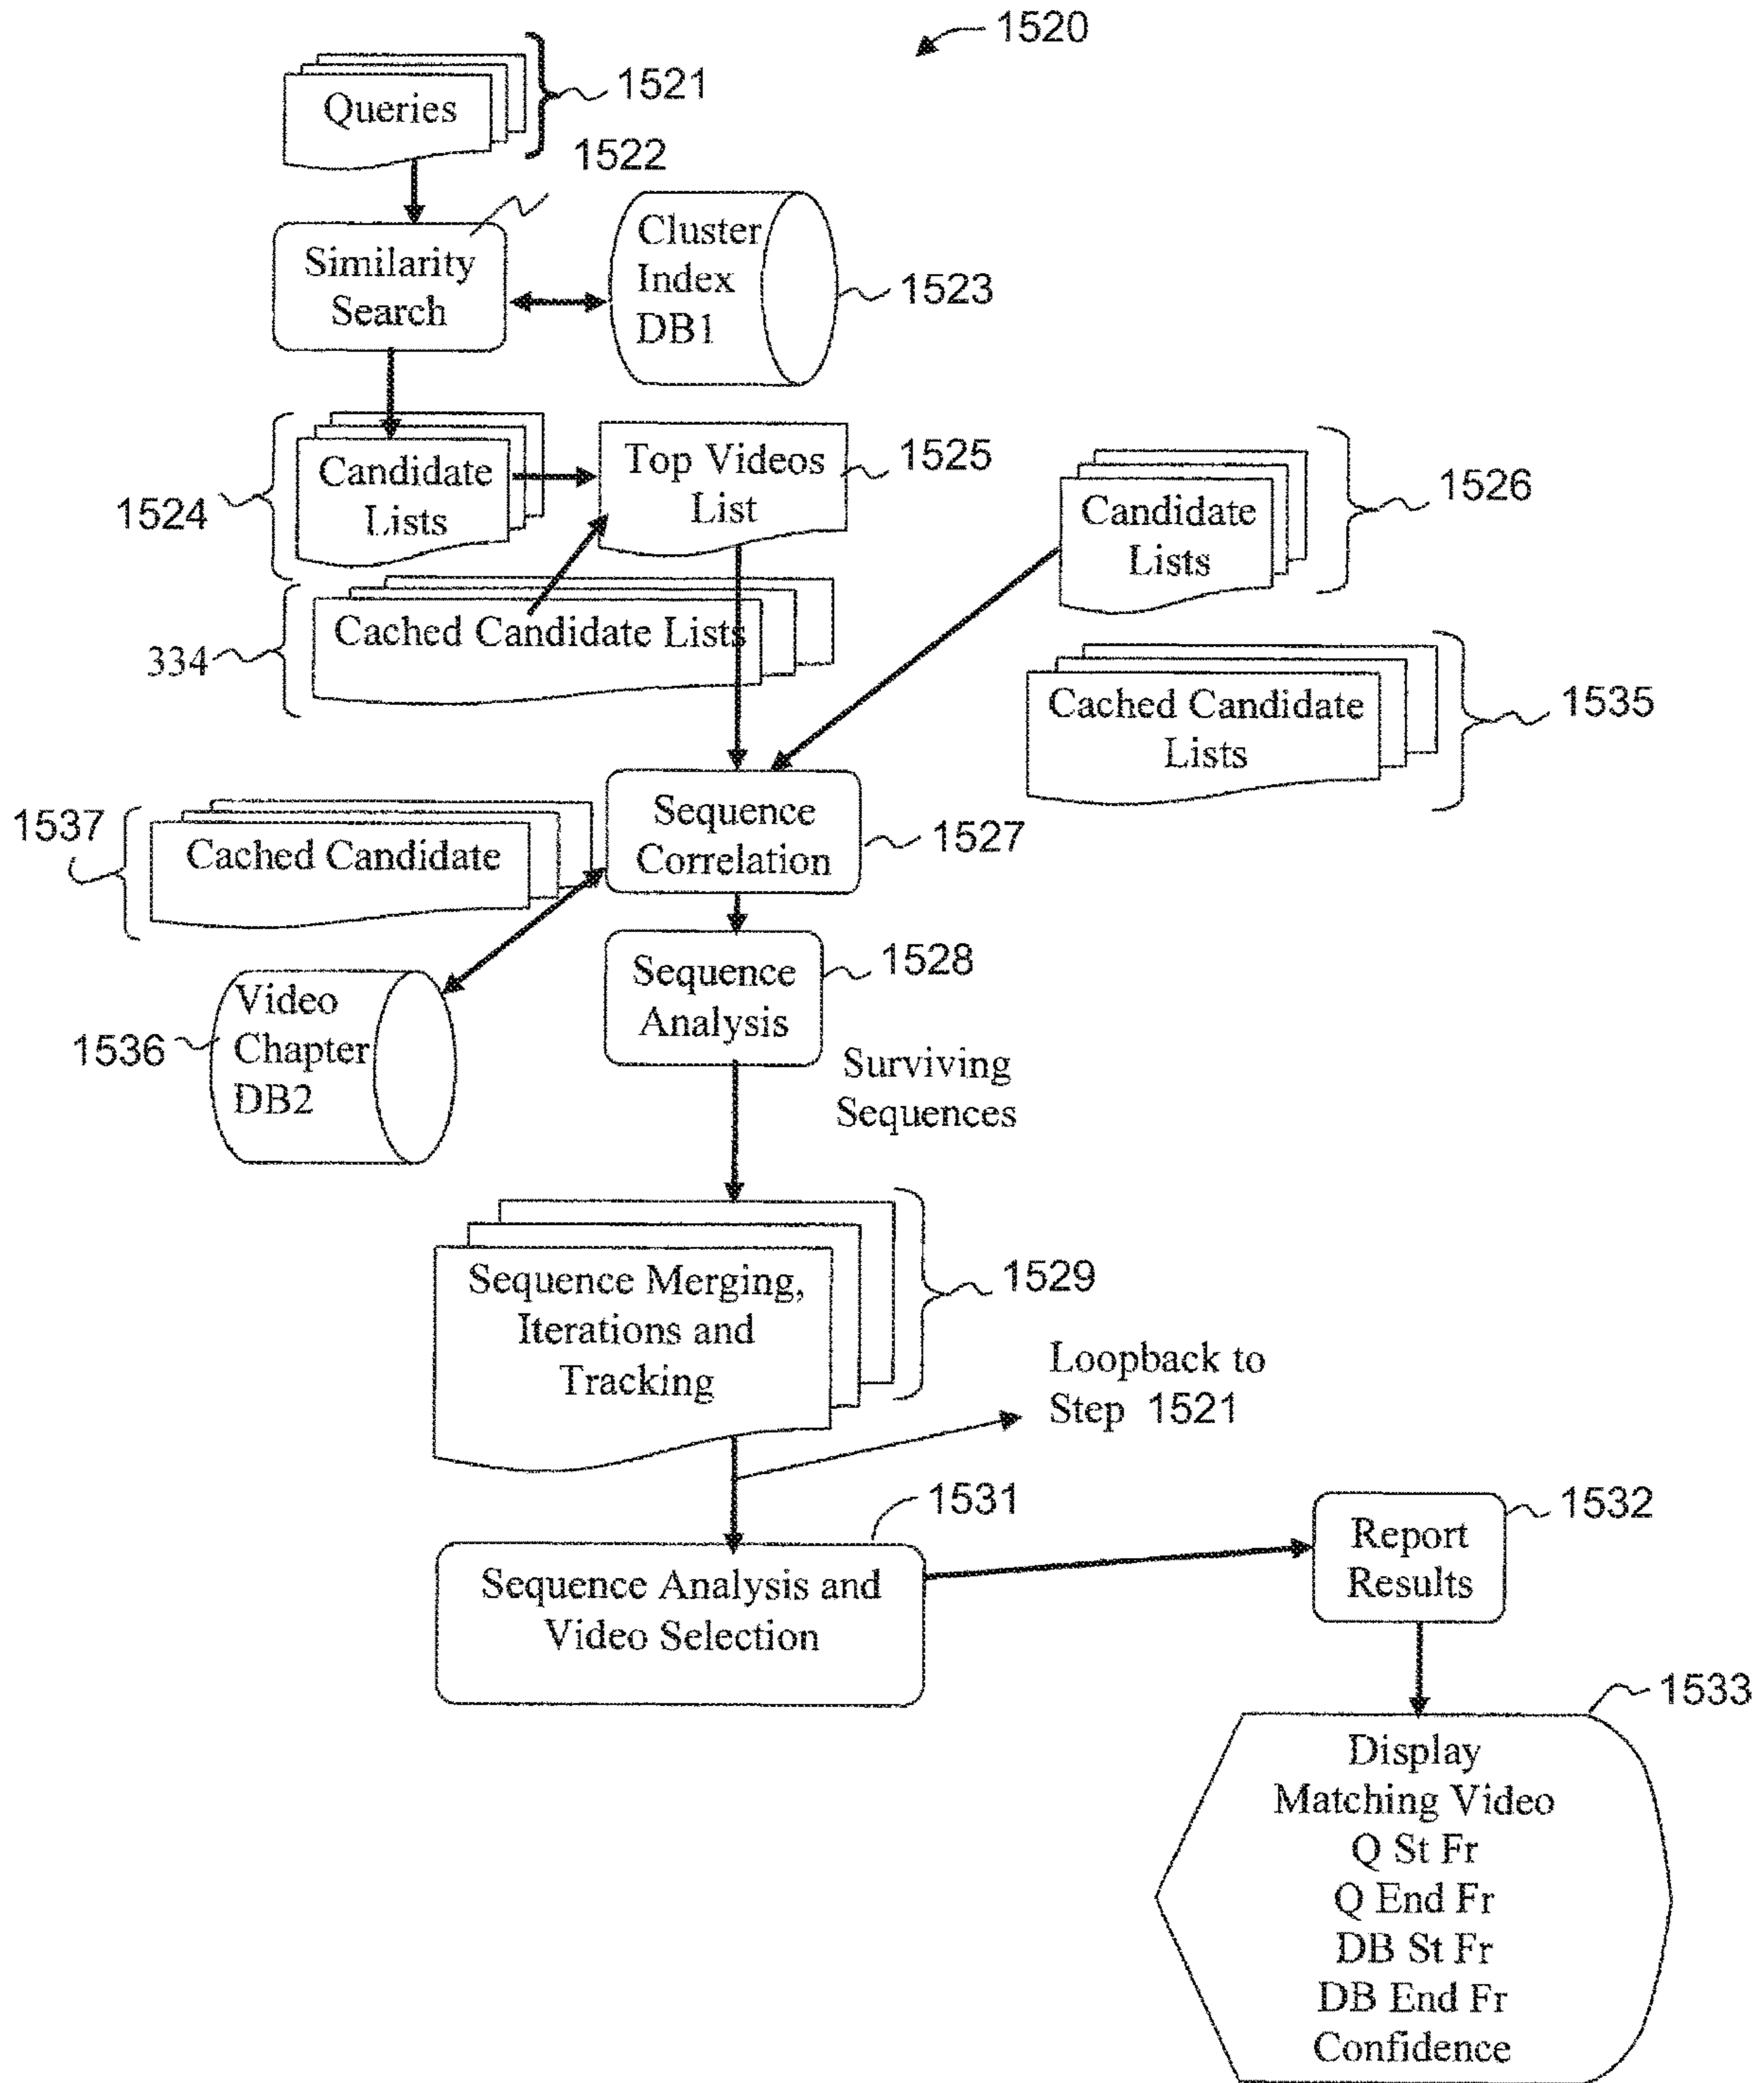 1520
Queries
1521
1522
Similarity
Search
Cluster
Index
DB1
1523
Candidate
Lists
1524
Top Videos
List
1525
Candidate
Lists
1526
Cached Candidate Lists
334
Cached Candidate
Lists
1535
1537
Cached Candidate
Sequence
Correlation
1527
Sequence
Analysis
1528
Video
Chapter
DB2
1536
Surviving
Sequences
Sequence Merging,
Iterations and
Tracking
1529
Loopback to
Step 1521
1531
Sequence Analysis and
Video Selection
Report
Results
1532
1533
Display
Matching Video
Q St Fr
Q End Fr
DB St Fr
DB End Fr
Confidence